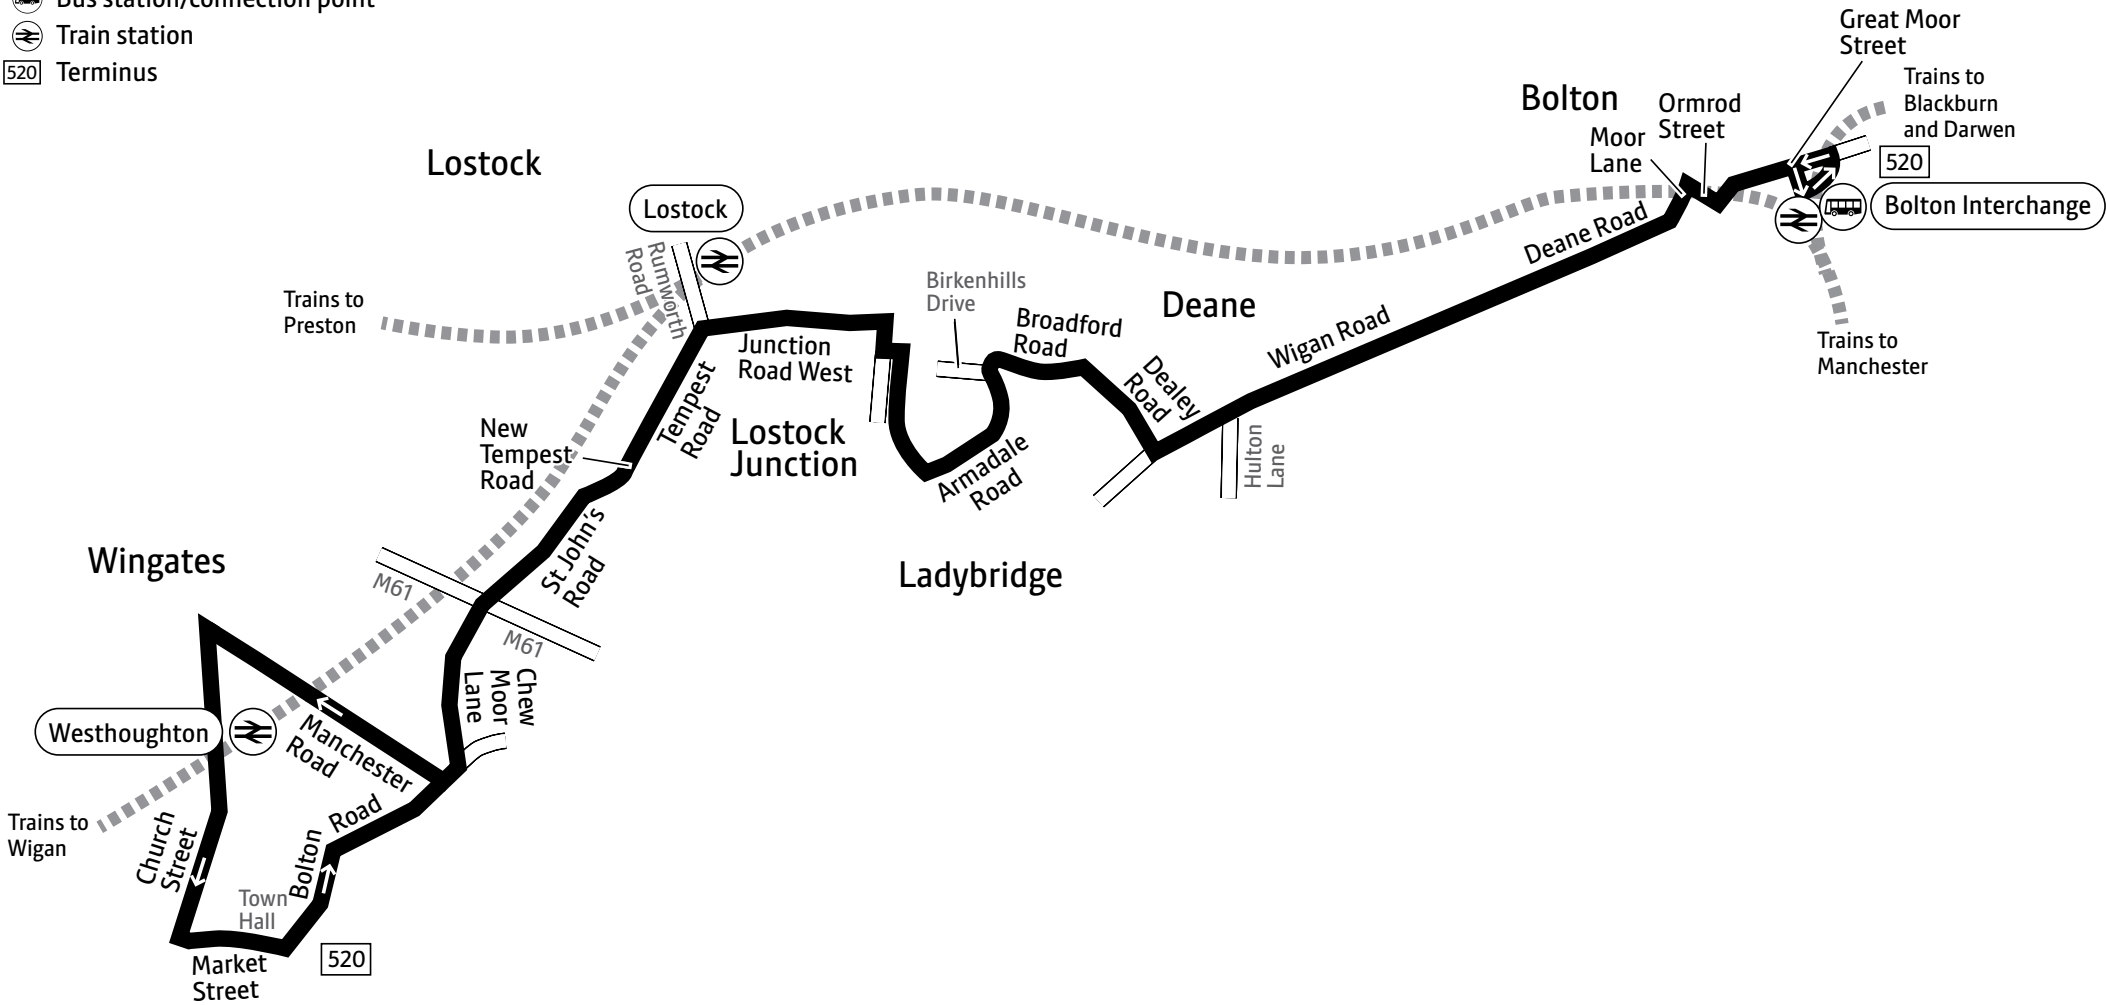 Bus station/connection point
Train station
520 Terminus
Great Moor
Street
Trains to
Blackburn
and Darwen
Bolton
Ormrod
Street
Moor
Lane
520
Bolton Interchange
Lostock
Lostock
Rumworth
Road
Trains to
Preston
Junction
Road West
Birkenhills
Drive
Broadford
Road
Deane
Deane Road
Wigan Road
Trains to
Manchester
Dealey
Road
Tempest
Road
New
Tempest
Road
Lostock
Junction
Armadale
Road
Hulton
Lane
St John's
Road
Wingates
M61
M61
Ladybridge
Chew
Moor
Lane
Westhoughton
Manchester
Road
Trains to
Wigan
Church
Street
Bolton
Road
Town
Hall
Market
Street
520